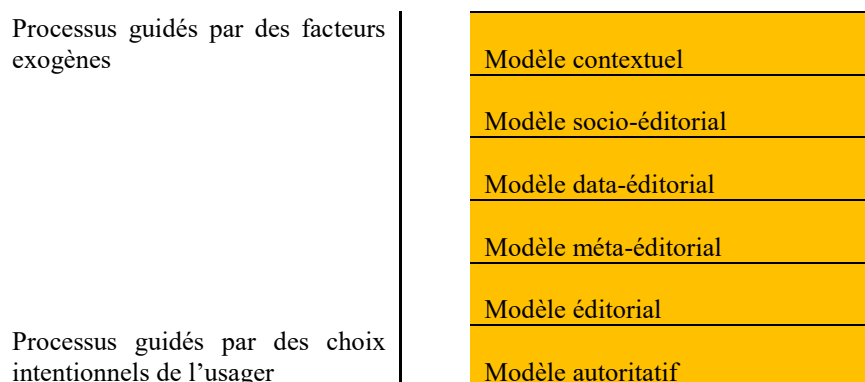 Processus guidés par des facteurs
exogènes
Modèle contextuel
Modèle socio-éditorial
Modèle data-éditorial
Modèle méta-éditorial
Modèle éditorial
Processus guidés par des choix
intentionnels de l'usager
Modèle autoritatif